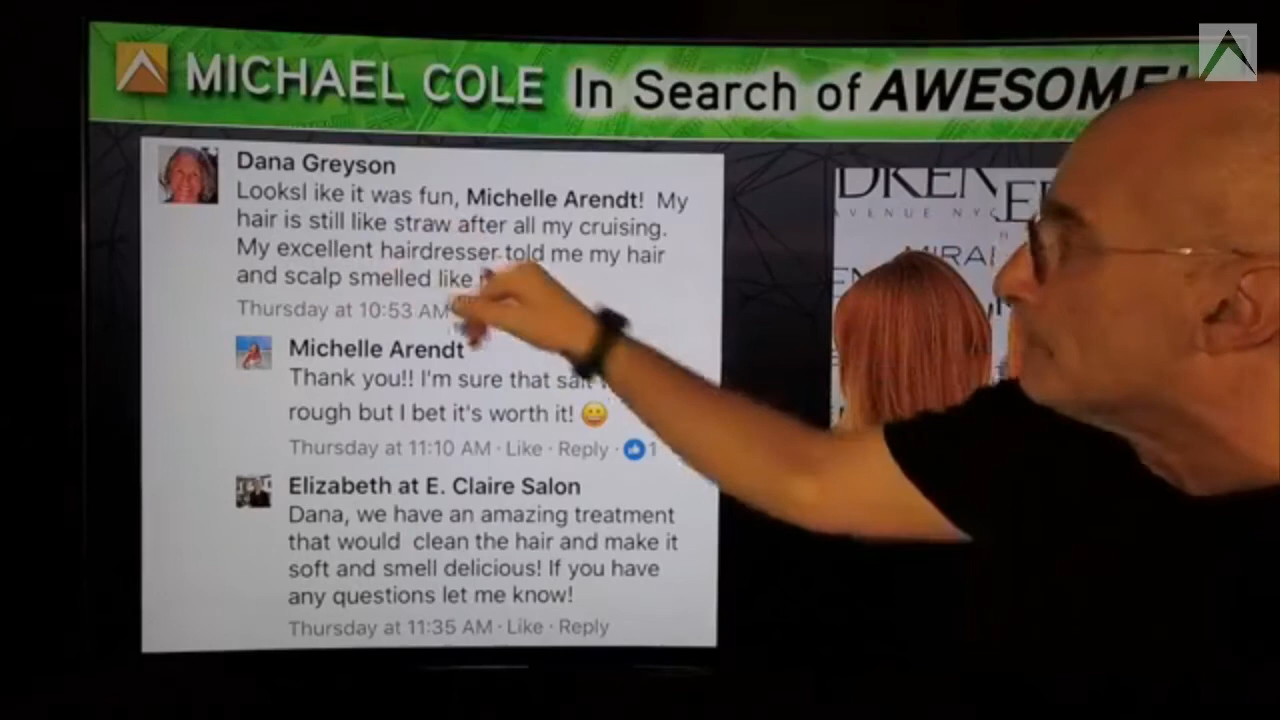 MICHAEL COLE In Search of AWESOME!
Dana Greyson
LooksI ike it was fun, Michelle Arendt! My
hair is still like straw after all my cruising.
My excellent hairdresser told me my hair
and scalp smelled like
Thursday at 10:53 AM
Michelle Arendt
Thank you!! I'm sure that salt
rough but I bet it's worth it! 😀
Thursday at 11:10 AM · Like · Reply · 1
Elizabeth at E. Claire Salon
Dana, we have an amazing treatment
that would clean the hair and make it
soft and smell delicious! If you have
any questions let me know!
Thursday at 11:35 AM · Like · Reply
AVENUE NYC